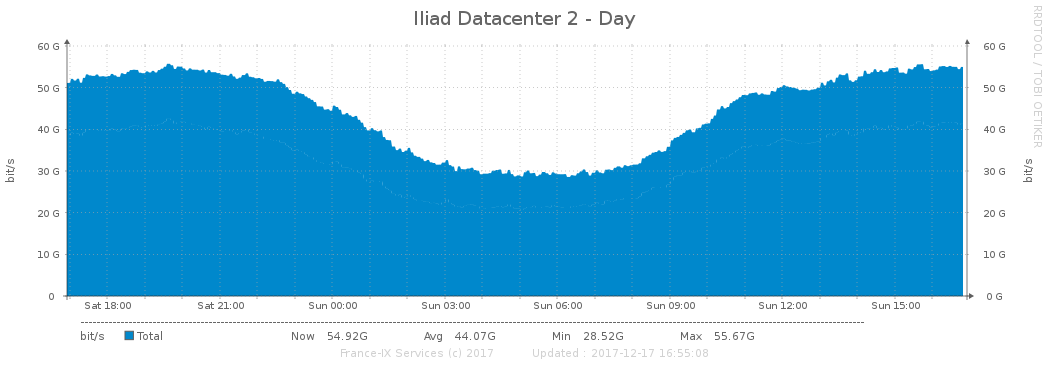 Iliad Datacenter 2 - Day
RRDTOOL / TOBI OETIKER
60 G 60 G
50 G 50 G
40 G 40 G
30 G 30 G
20 G 20 G
10 G 10 G
0 0 G
bit/s bit/s
Sat 18:00 Sat 21:00 Sun 00:00 Sun 03:00 Sun 06:00 Sun 09:00 Sun 12:00 Sun 15:00
bit/s Total Now 54.92G Avg 44.07G Min 28.52G Max 55.67G
France-IX Services (c) 2017 Updated : 2017-12-17 16:55:08